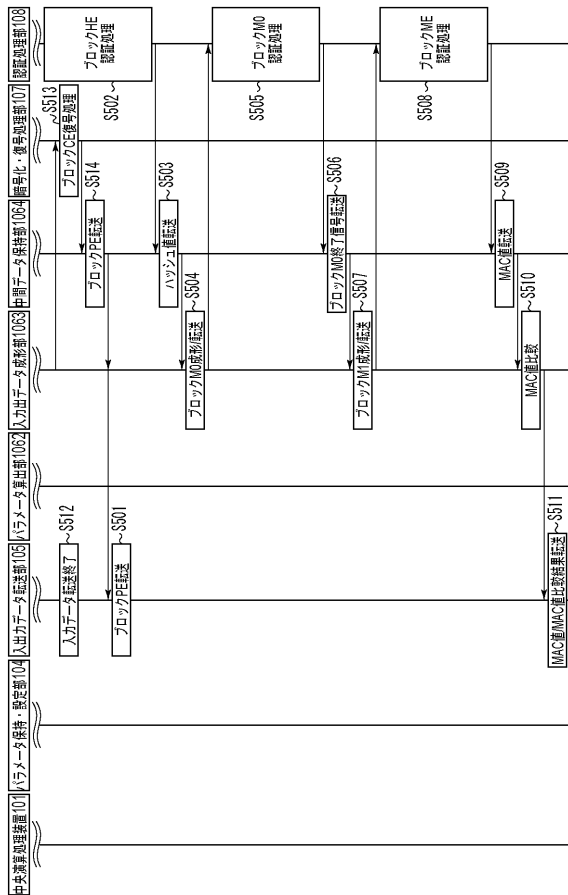 中央演算処理装置101
パラメータ保持・設定部104
入出力データ転送部105
パラメータ算出部1062
入力出データ成形部1063
中間データ保持部1064
暗号化・復号処理部107
認証処理部108
入力データ転送終了
S512
ブロックCE復号処理
S513
ブロックPE転送
S514
ブロックPE転送
S501
ブロックHE
認証処理
S502
ハッシュ値転送
S503
ブロックM0成形/転送
S504
ブロックM0
認証処理
S505
ブロックM0終了信号転送
S506
ブロックM1成形/転送
S507
ブロックME
認証処理
S508
MAC値転送
S509
MAC値比較
S510
MAC値/MAC値比較結果転送
S511